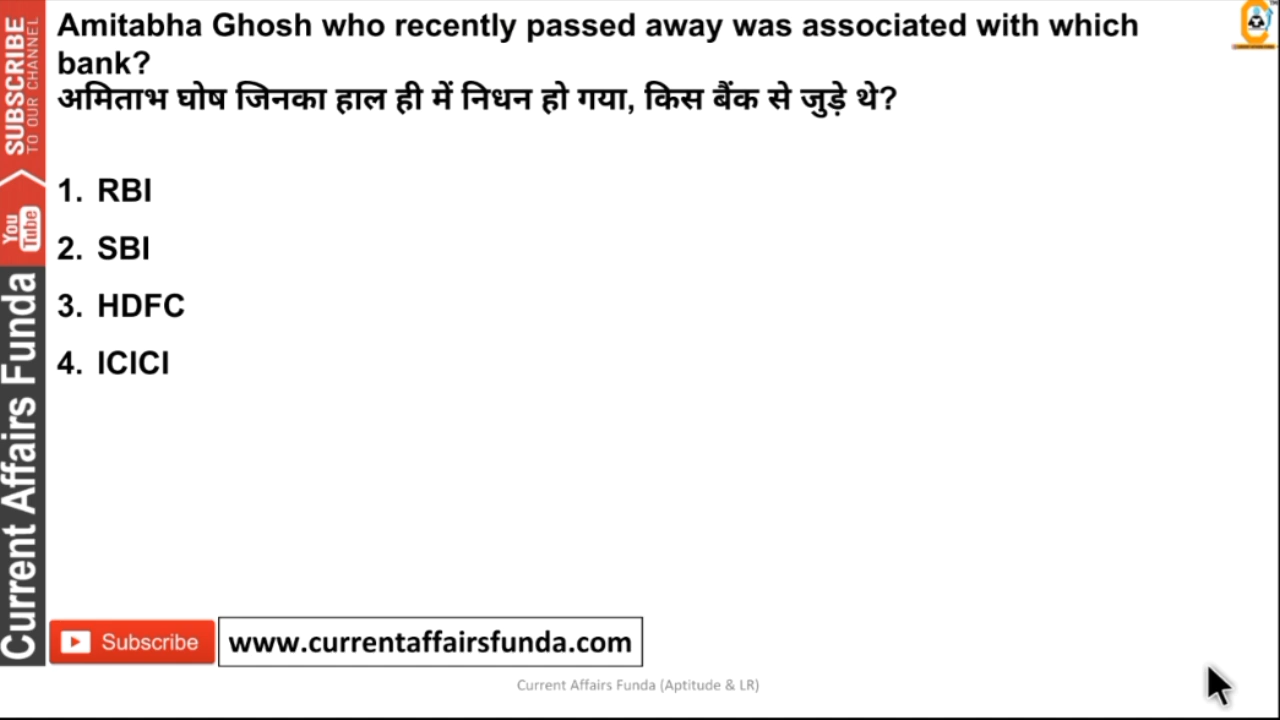 Amitabha Ghosh who recently passed away was associated with which
bank?
अमिताभ घोष जिनका हाल ही में निधन हो गया, किस बैंक से जुड़े थे?
1. RBI
2. SBI
3. HDFC
4. ICICI
SUBSCRIBE
TO OUR CHANNEL
You
Tube
Current Affairs Funda
Subscribe
www.currentaffairsfunda.com
Current Affairs Funda (Aptitude & LR)